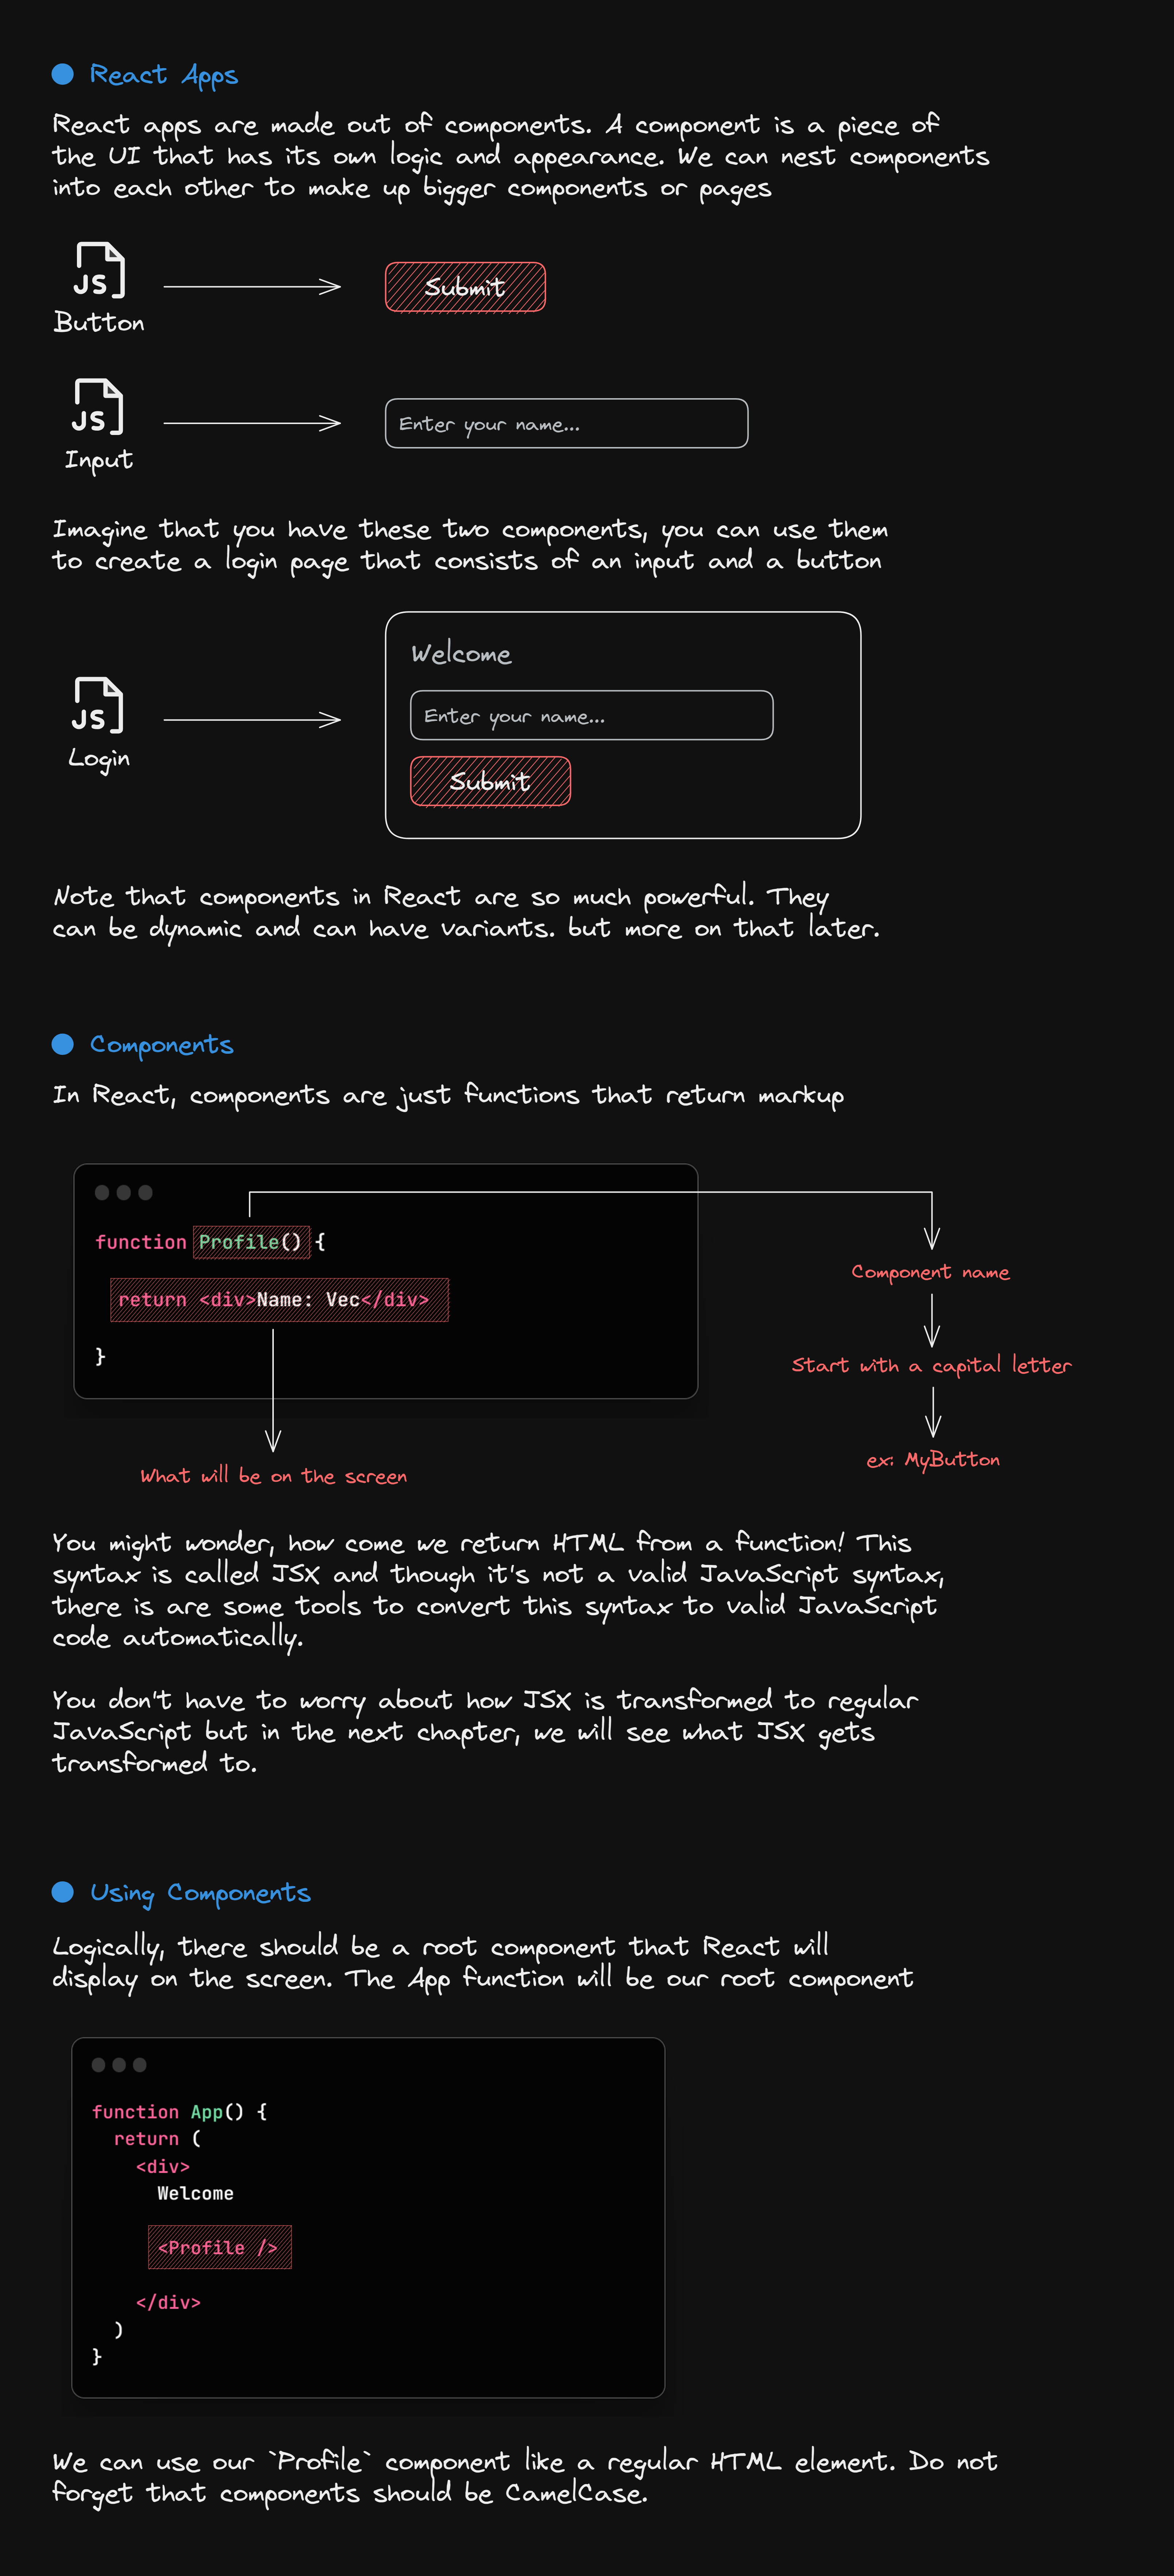 React Apps
React apps are made out of components. A component is a piece of
the UI that has its own logic and appearance. We can nest components
into each other to make up bigger components or pages
JS
Button
Submit
JS
Input
Enter your name...
Imagine that you have these two components, you can use them
to create a login page that consists of an input and a button
Welcome
Enter your name...
Submit
JS
Login
Note that components in React are so much powerful. They
can be dynamic and can have variants. but more on that later.
Components
In React, components are just functions that return markup
function Profile() {
return <div>Name: Vec</div>
}
Component name
Start with a capital letter
ex: MyButton
What will be on the screen
You might wonder, how come we return HTML from a function! This
syntax is called JSX and though it's not a valid JavaScript syntax,
there is are some tools to convert this syntax to valid JavaScript
code automatically.
You don't have to worry about how JSX is transformed to regular
JavaScript but in the next chapter, we will see what JSX gets
transformed to.
Using Components
Logically, there should be a root component that React will
display on the screen. The App function will be our root component
function App() {
return (
<div>
Welcome
<Profile />
</div>
)
}
We can use our `Profile` component like a regular HTML element. Do not
forget that components should be CamelCase.